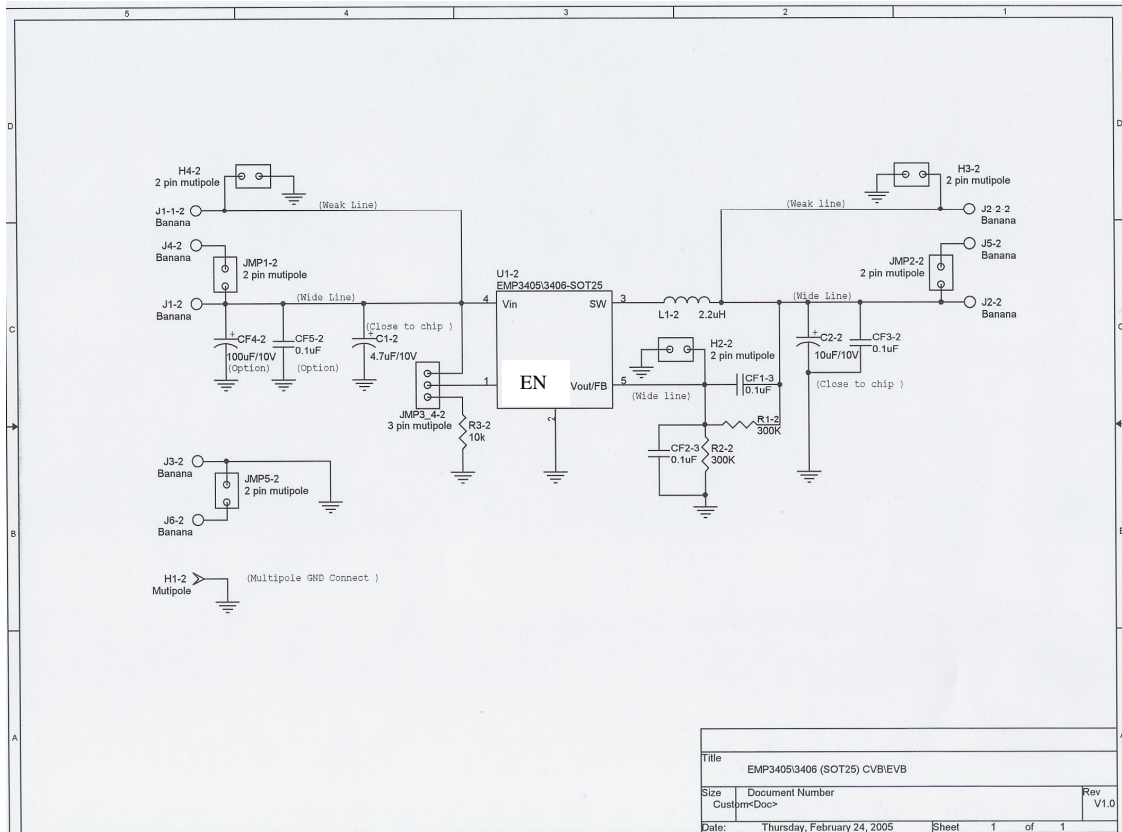 5 4 3 2 1
D
D
H4-2
2 pin mutipole
H3-2
2 pin mutipole
J1-1-2
Banana
(Weak Line)
(Weak line)
J2-2-2
Banana
J4-2
Banana
J5-2
Banana
JMP1-2
2 pin mutipole
JMP2-2
2 pin mutipole
U1-2
EMP3405\3406-SOT25
J1-2
Banana
(Wide Line)
4 Vin
SW 3
L1-2 2.2uH
(Wide Line)
J2-2
Banana
C
(Close to chip )
+
CF4-2
100uF/10V
(Option)
CF5-2
0.1uF
(Option)
+
C1-2
4.7uF/10V
H2-2
2 pin mutipole
+
C2-2
10uF/10V
CF3-2
0.1uF
(Close to chip )
1
EN
Vout/FB 5
(Wide line)
CF1-3
0.1uF
JMP3_4-2
3 pin mutipole
R3-2
10k
2
R1-2
300K
CF2-3
0.1uF
R2-2
300K
J3-2
Banana
JMP5-2
2 pin mutipole
J6-2
Banana
B
H1-2
Mutipole
(Multipole GND Connect )
A
Title
EMP3405\3406 (SOT25) CVB\EVB
Size Document Number Rev
Custom<Doc> V1.0
Date: Thursday, February 24, 2005 Sheet 1 of 1